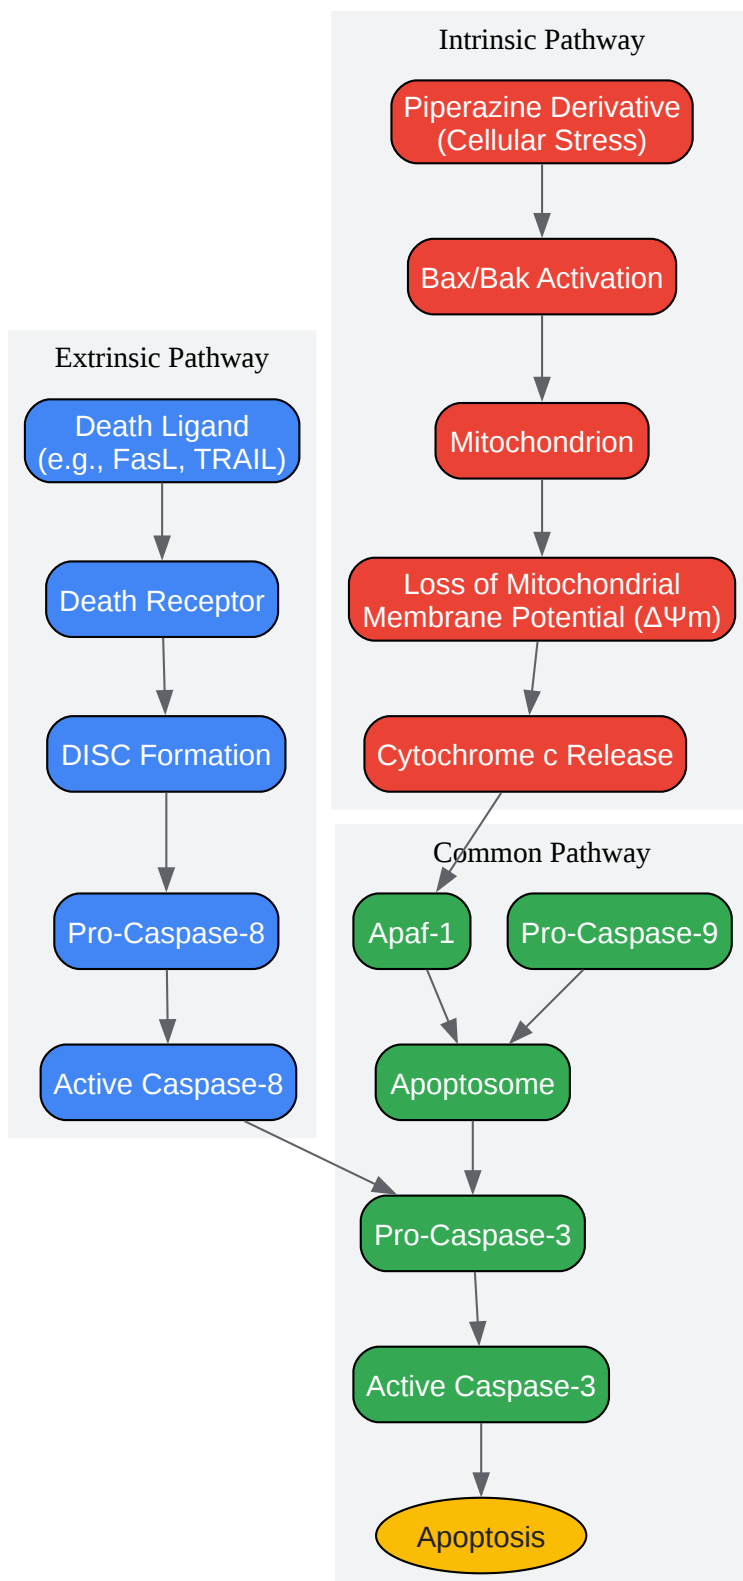 Intrinsic Pathway
Piperazine Derivative
(Cellular Stress)
Bax/Bak Activation
Mitochondrion
Loss of Mitochondrial
Membrane Potential (ΔΨm)
Cytochrome c Release
Extrinsic Pathway
Death Ligand
(e.g., FasL, TRAIL)
Death Receptor
DISC Formation
Pro-Caspase-8
Active Caspase-8
Common Pathway
Apaf-1
Pro-Caspase-9
Apoptosome
Pro-Caspase-3
Active Caspase-3
Apoptosis